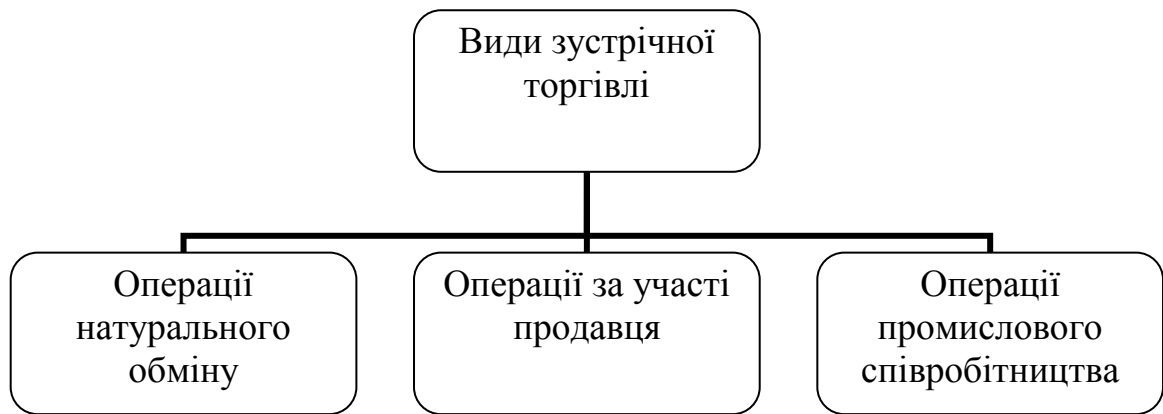 Види зустрічної
торгівлі
Операції
натурального
обміну
Операції за участі
продавця
Операції
промислового
співробітництва